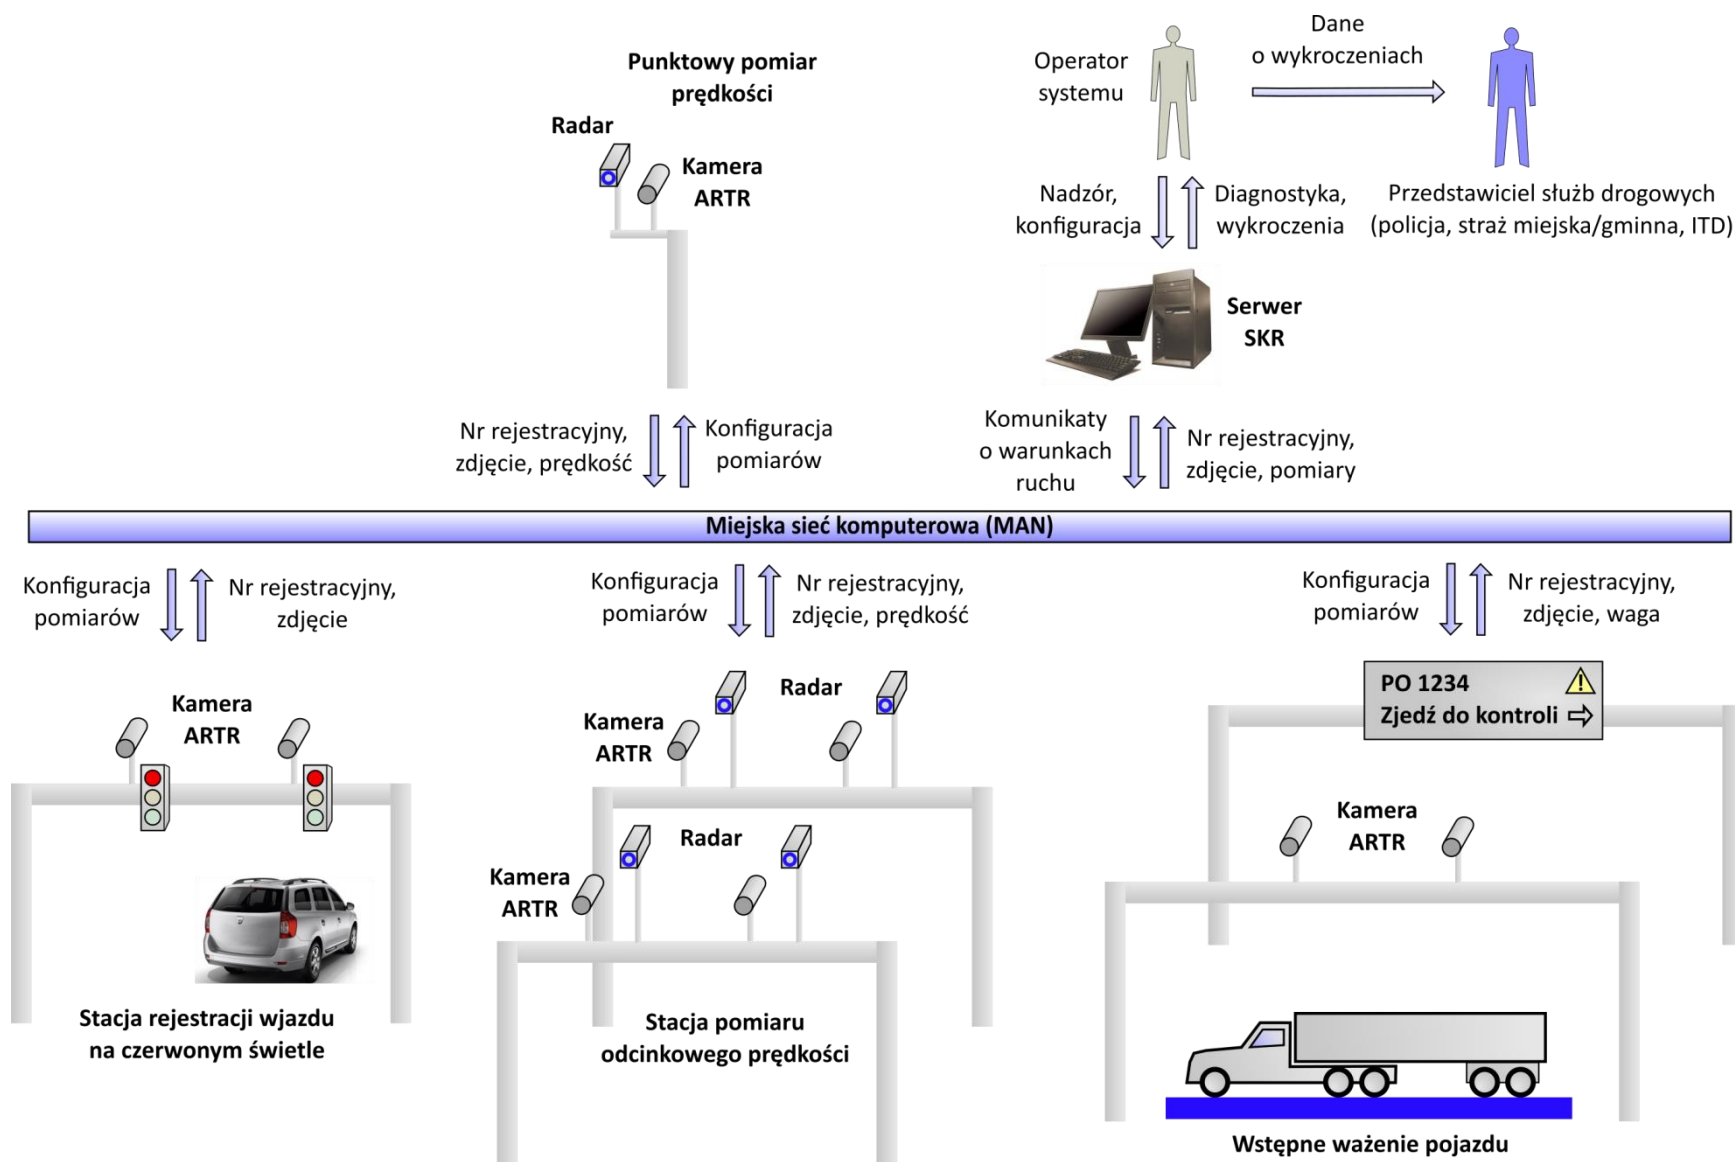 Punktowy pomiar
prędkości
Radar
Kamera
ARTR
Operator
systemu
Dane
o wykroczeniach
Nadzór,
konfiguracja
Diagnostyka,
wykroczenia
Przedstawiciel służb drogowych
(policja, straż miejska/gminna, ITD)
Serwer
SKR
Nr rejestracyjny,
zdjęcie, prędkość
Konfiguracja
pomiarów
Komunikaty
o warunkach
ruchu
Nr rejestracyjny,
zdjęcie, pomiary
Miejska sieć komputerowa (MAN)
Konfiguracja
pomiarów
Nr rejestracyjny,
zdjęcie
Konfiguracja
pomiarów
Nr rejestracyjny,
zdjęcie, prędkość
Konfiguracja
pomiarów
Nr rejestracyjny,
zdjęcie, waga
Kamera
ARTR
Stacja rejestracji wjazdu
na czerwonym świetle
Radar
Kamera
ARTR
Radar
Kamera
ARTR
Stacja pomiaru
odcinkowego prędkości
PO 1234
Zjedź do kontroli
Kamera
ARTR
Wstępne ważenie pojazdu